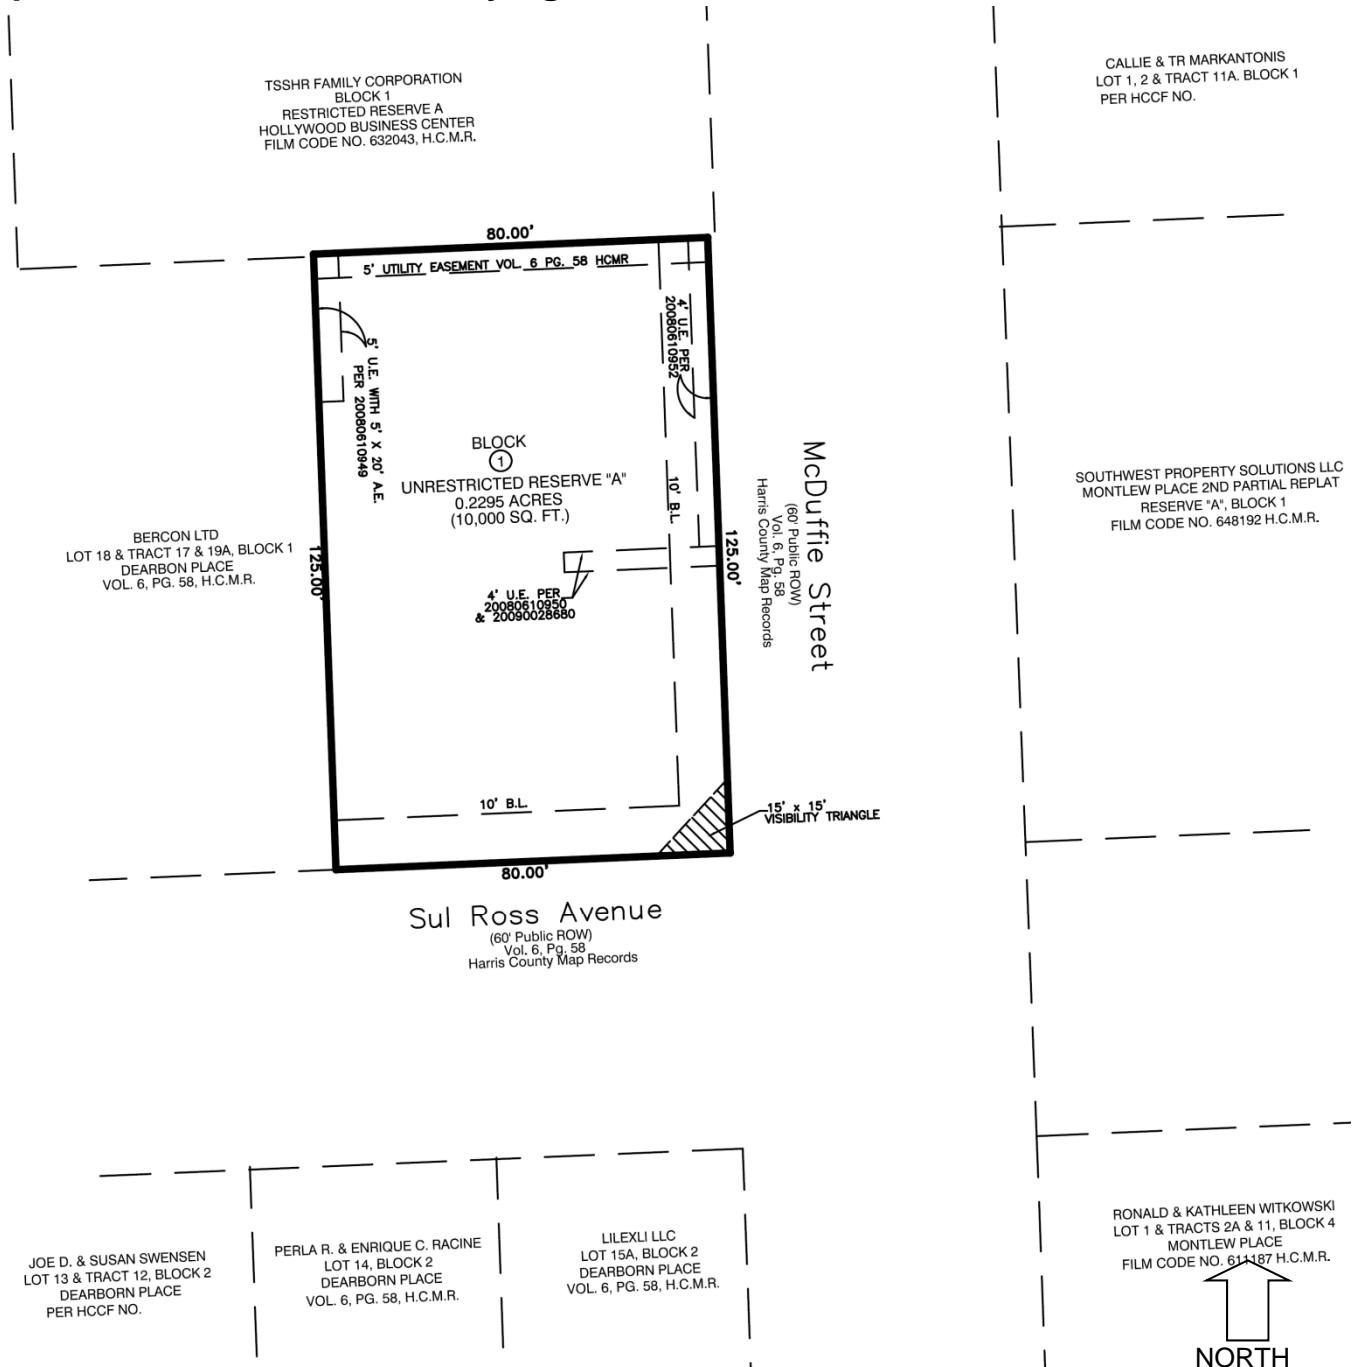 TSSHR FAMILY CORPORATION
BLOCK 1
RESTRICTED RESERVE A
HOLLYWOOD BUSINESS CENTER
FILM CODE NO. 632043, H.C.M.R.
CALLIE & TR MARKANTONIS
LOT 1, 2 & TRACT 11A. BLOCK 1
PER HCCF NO.
80.00'
5' UTILITY EASEMENT VOL. 6 PG. 58 HCMR
4' U.E. PER
20080610952
5' U.E. WITH 5' X 20' A.E.
PER 20080610949
BLOCK
1
UNRESTRICTED RESERVE "A"
0.2295 ACRES
(10,000 SQ. FT.)
10' B.L.
McDuffie Street
(60' Public ROW)
Vol. 6, Pg. 58
Harris County Map Records
SOUTHWEST PROPERTY SOLUTIONS LLC
MONTLEW PLACE 2ND PARTIAL REPLAT
RESERVE "A", BLOCK 1
FILM CODE NO. 648192 H.C.M.R.
BERCON LTD
LOT 18 & TRACT 17 & 19A, BLOCK 1
DEARBON PLACE
VOL. 6, PG. 58, H.C.M.R.
125.00'
125.00'
4' U.E. PER
20080610950
& 20090028680
10' B.L.
15' x 15'
VISIBILITY TRIANGLE
80.00'
Sul Ross Avenue
(60' Public ROW)
Vol. 6, Pg. 58
Harris County Map Records
JOE D. & SUSAN SWENSEN
LOT 13 & TRACT 12, BLOCK 2
DEARBORN PLACE
PER HCCF NO.
PERLA R. & ENRIQUE C. RACINE
LOT 14, BLOCK 2
DEARBORN PLACE
VOL. 6, PG. 58, H.C.M.R.
LILEXLI LLC
LOT 15A, BLOCK 2
DEARBORN PLACE
VOL. 6, PG. 58, H.C.M.R.
RONALD & KATHLEEN WITKOWSKI
LOT 1 & TRACTS 2A & 11, BLOCK 4
MONTLEW PLACE
FILM CODE NO. 611187 H.C.M.R.
NORTH